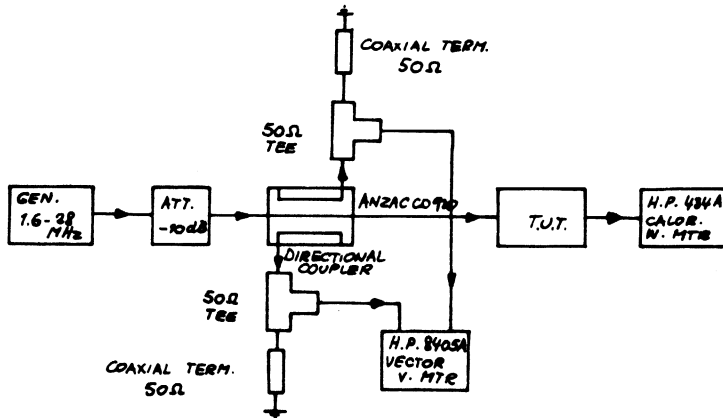 COAXIAL TERM.
50Ω
50Ω
TEE
GEN.
1.6-28
MHz
ATT.
-10dB
ANZAC CD920
T.U.T.
H.P. 434A
CALOR.
W. MTR
DIRECTIONAL
COUPLER
50Ω
TEE
H.P. 8405A
VECTOR
V. MTR
COAXIAL TERM.
50Ω